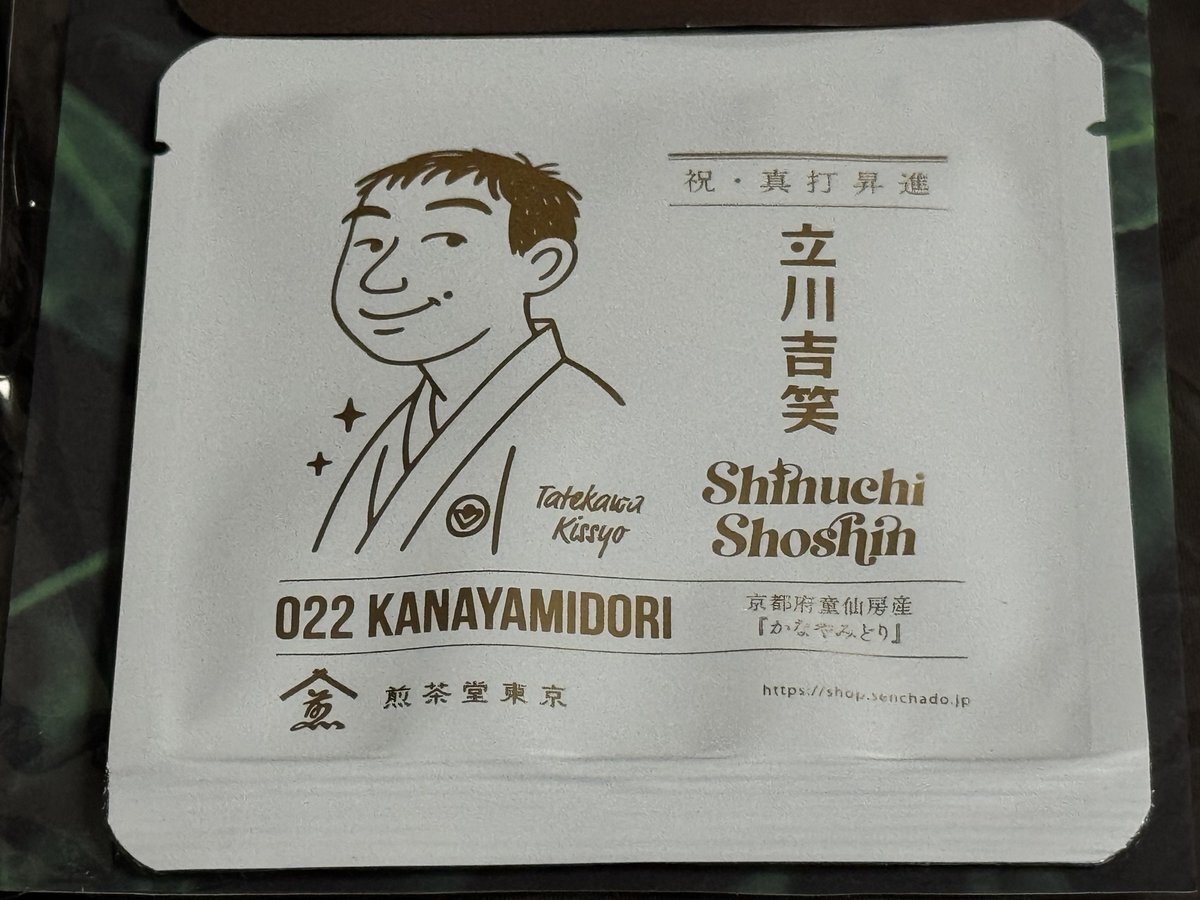 祝・真打昇進
立川吉笑
Shinuchi
Shoshin
Tatekawa
Kissyo
022 KANAYAMIDORI
京都府童仙房産
『かなやみどり』
煎
煎茶堂東京
https://shop.senchado.jp